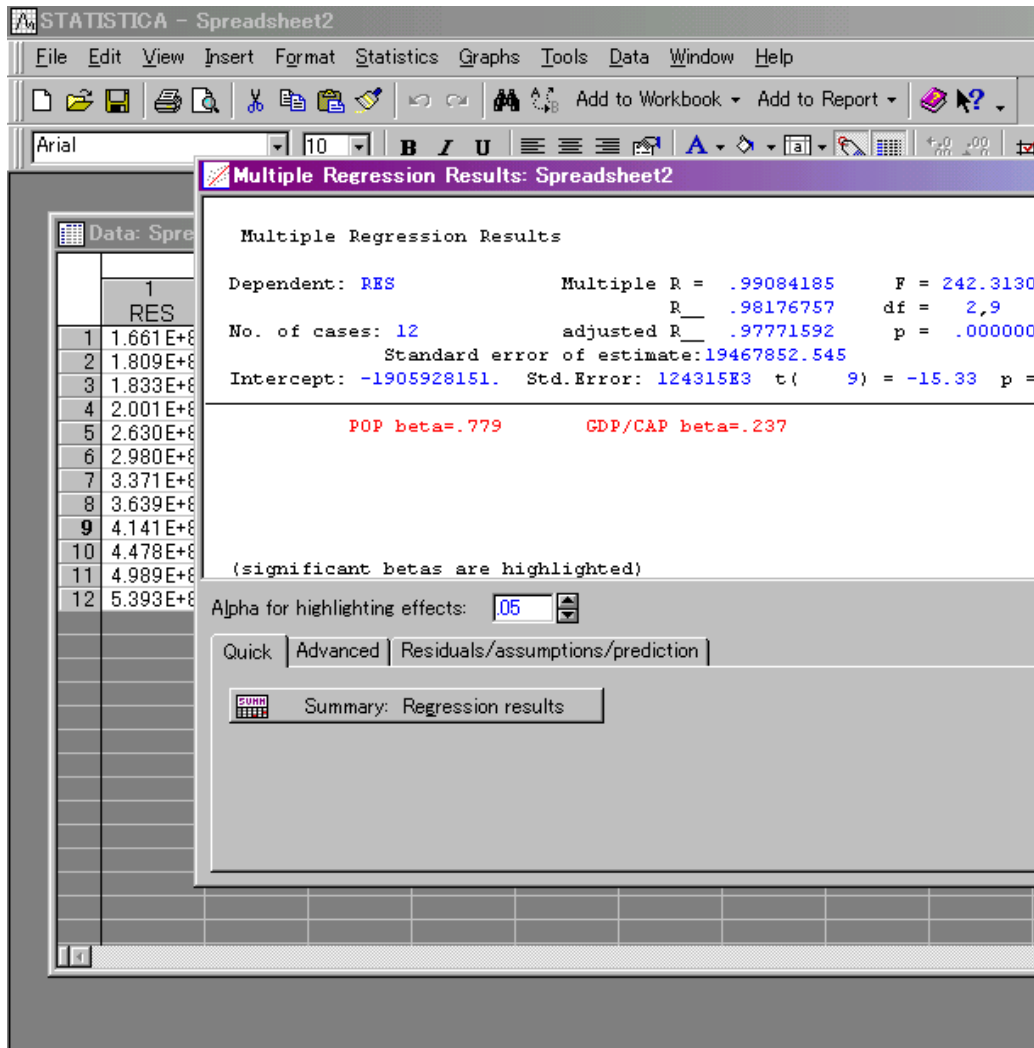 STATISTICA - Spreadsheet2
File Edit View Insert Format Statistics Graphs Tools Data Window Help
Add to Workbook Add to Report
Arial 10 B I U
Multiple Regression Results: Spreadsheet2
Data: Spre
Multiple Regression Results
Dependent: RES Multiple R = .99084185 F = 242.3130
R__ .98176757 df = 2,9
No. of cases: 12 adjusted R__ .97771592 p = .000000
Standard error of estimate:19467852.545
Intercept: -1905928151. Std.Error: 124315E3 t( 9) = -15.33 p =
POP beta=.779 GDP/CAP beta=.237
(significant betas are highlighted)
1
RES
1 1.661E+8
2 1.809E+8
3 1.833E+8
4 2.001E+8
5 2.630E+8
6 2.980E+8
7 3.371E+8
8 3.639E+8
9 4.141E+8
10 4.478E+8
11 4.989E+8
12 5.393E+8
Alpha for highlighting effects: .05
Quick Advanced Residuals/assumptions/prediction
SUMM Summary: Regression results